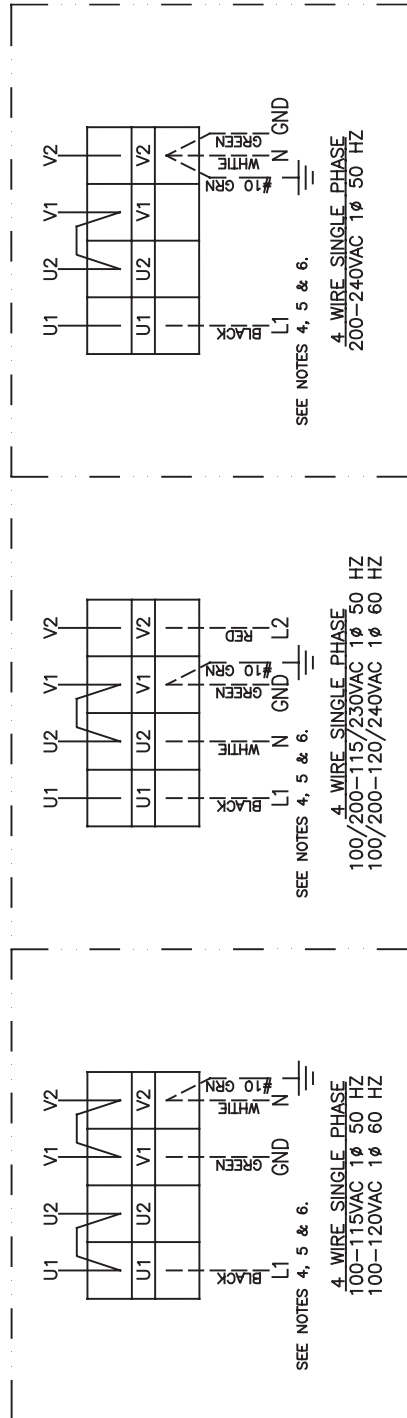 U1 U2 V1 V2
U1 U2 V1 V2
BLACK GREEN WHTIE #10 GRN
L1 GND N
SEE NOTES 4, 5 & 6.
4 WIRE SINGLE PHASE
100-115VAC 1ø 50 HZ
100-120VAC 1ø 60 HZ
U1 U2 V1 V2
U1 U2 V1 V2
BLACK WHTIE GREEN #10 GRN RED
L1 N GND L2
SEE NOTES 4, 5 & 6.
4 WIRE SINGLE PHASE
100/200-115/230VAC 1ø 50 HZ
100/200-120/240VAC 1ø 60 HZ
U1 U2 V1 V2
U1 U2 V1 V2
BLACK #10 GRN WHTIE GREEN
L1 N GND
SEE NOTES 4, 5 & 6.
4 WIRE SINGLE PHASE
200-240VAC 1ø 50 HZ